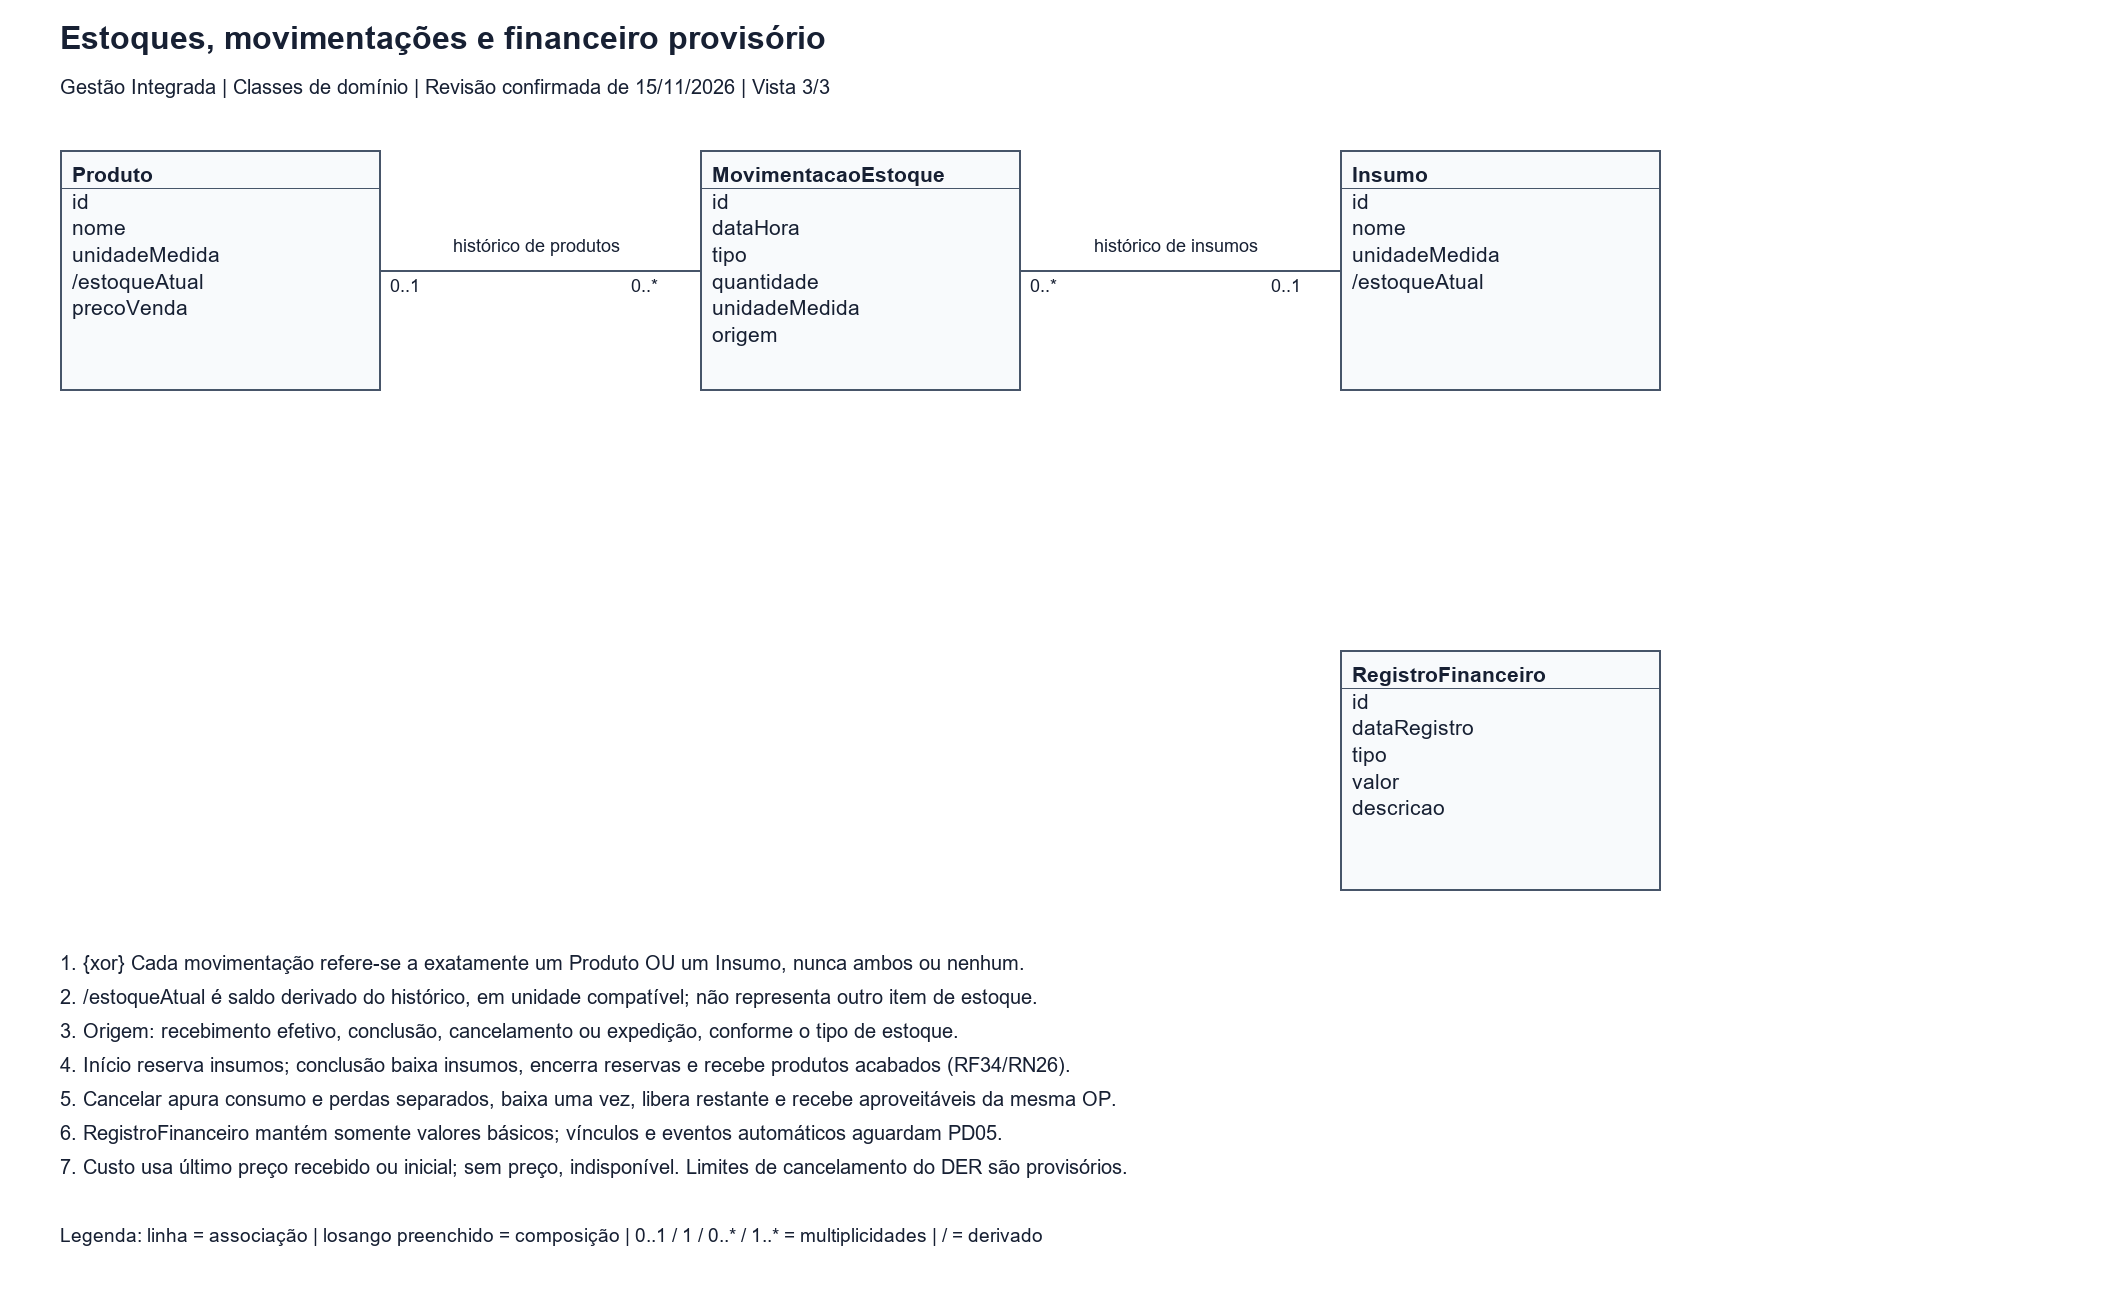 Estoques, movimentações e financeiro provisório
Gestão Integrada | Classes de domínio | Revisão confirmada de 15/11/2026 | Vista 3/3
Produto
id
nome
unidadeMedida
/estoqueAtual
precoVenda
histórico de produtos
0..1
0..*
MovimentacaoEstoque
id
dataHora
tipo
quantidade
unidadeMedida
origem
histórico de insumos
0..*
0..1
Insumo
id
nome
unidadeMedida
/estoqueAtual
RegistroFinanceiro
id
dataRegistro
tipo
valor
descricao
1. {xor} Cada movimentação refere-se a exatamente um Produto OU um Insumo, nunca ambos ou nenhum.
2. /estoqueAtual é saldo derivado do histórico, em unidade compatível; não representa outro item de estoque.
3. Origem: recebimento efetivo, conclusão, cancelamento ou expedição, conforme o tipo de estoque.
4. Início reserva insumos; conclusão baixa insumos, encerra reservas e recebe produtos acabados (RF34/RN26).
5. Cancelar apura consumo e perdas separados, baixa uma vez, libera restante e recebe aproveitáveis da mesma OP.
6. RegistroFinanceiro mantém somente valores básicos; vínculos e eventos automáticos aguardam PD05.
7. Custo usa último preço recebido ou inicial; sem preço, indisponível. Limites de cancelamento do DER são provisórios.
Legenda: linha = associação | losango preenchido = composição | 0..1 / 1 / 0..* / 1..* = multiplicidades | / = derivado